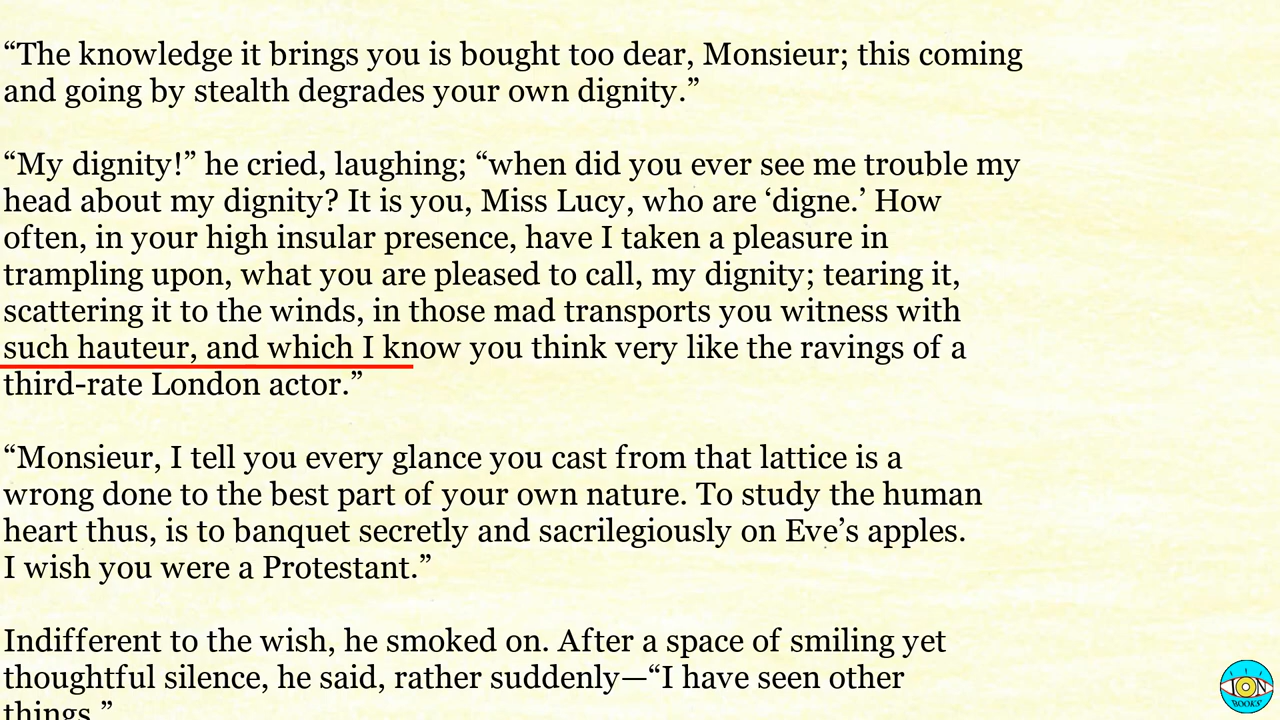 “The knowledge it brings you is bought too dear, Monsieur; this coming
and going by stealth degrades your own dignity.”
“My dignity!” he cried, laughing; “when did you ever see me trouble my
head about my dignity? It is you, Miss Lucy, who are ‘digne.’ How
often, in your high insular presence, have I taken a pleasure in
trampling upon, what you are pleased to call, my dignity; tearing it,
scattering it to the winds, in those mad transports you witness with
such hauteur, and which I know you think very like the ravings of a
third-rate London actor.”
“Monsieur, I tell you every glance you cast from that lattice is a
wrong done to the best part of your own nature. To study the human
heart thus, is to banquet secretly and sacrilegiously on Eve’s apples.
I wish you were a Protestant.”
Indifferent to the wish, he smoked on. After a space of smiling yet
thoughtful silence, he said, rather suddenly—“I have seen other
things.”
ION
BOOKS